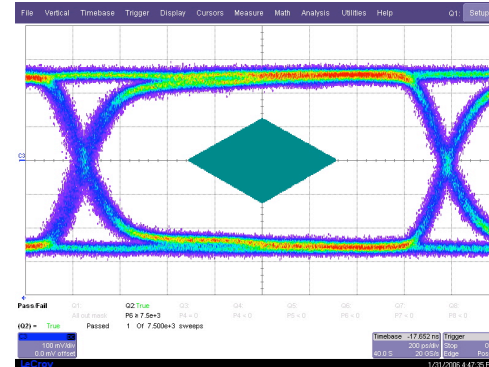 File Vertical Timebase Trigger Display Cursors Measure Math Analysis Utilities Help Q1: Setup
C3
Pass/Fail Q1: Q2:True Q3: Q4: Q5: Q6: Q7: Q8:
All out mask P6 ≥ 7.5e+3 P4 < 0 P4 < 0 P5 < 0 P6 < 0 P7 < 0 P8 < 0
(Q2) = True Passed 1 Of 7.500e+3 sweeps
100 mV/div
0.0 mV offset
Timebase -17.652 ns Trigger
200 ps/div Stop 0
40.0 S 20 GS/s Edge Pos
LeCroy 1/31/2006 4:47:35 P